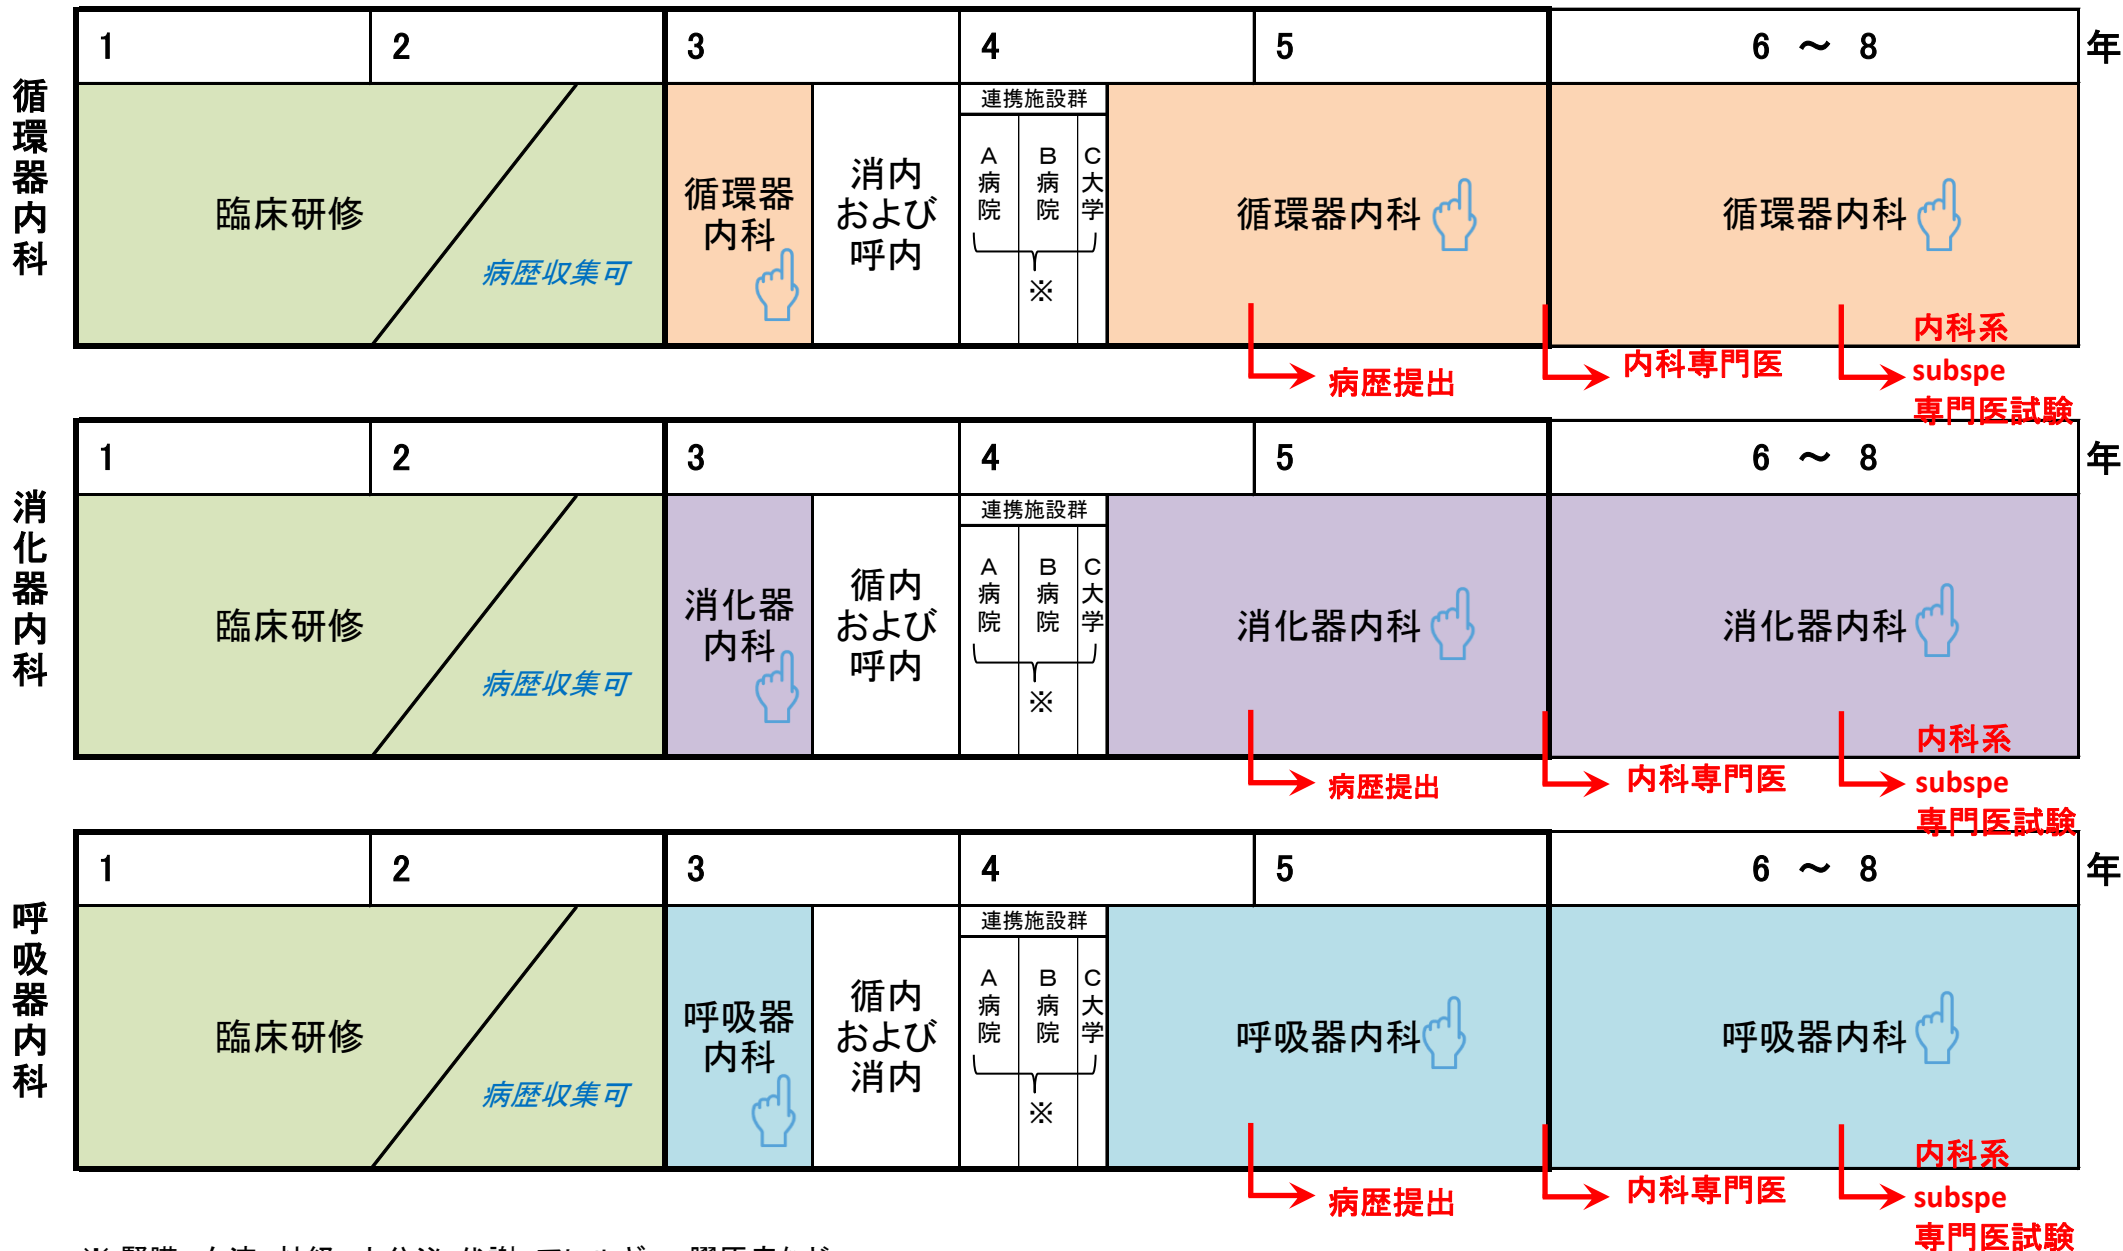 循環器内科
1 2 3 4 5 6 ～ 8 年
臨床研修
病歴収集可
循環器
内科
消内
および
呼内
連携施設群
A病院
B病院
C大学
※
循環器内科
循環器内科
病歴提出
内科専門医
内科系
subspe
専門医試験
消化器内科
1 2 3 4 5 6 ～ 8 年
臨床研修
病歴収集可
消化器
内科
循内
および
呼内
連携施設群
A病院
B病院
C大学
※
消化器内科
消化器内科
病歴提出
内科専門医
内科系
subspe
専門医試験
呼吸器内科
1 2 3 4 5 6 ～ 8 年
臨床研修
病歴収集可
呼吸器
内科
循内
および
消内
連携施設群
A病院
B病院
C大学
※
呼吸器内科
呼吸器内科
病歴提出
内科専門医
内科系
subspe
専門医試験